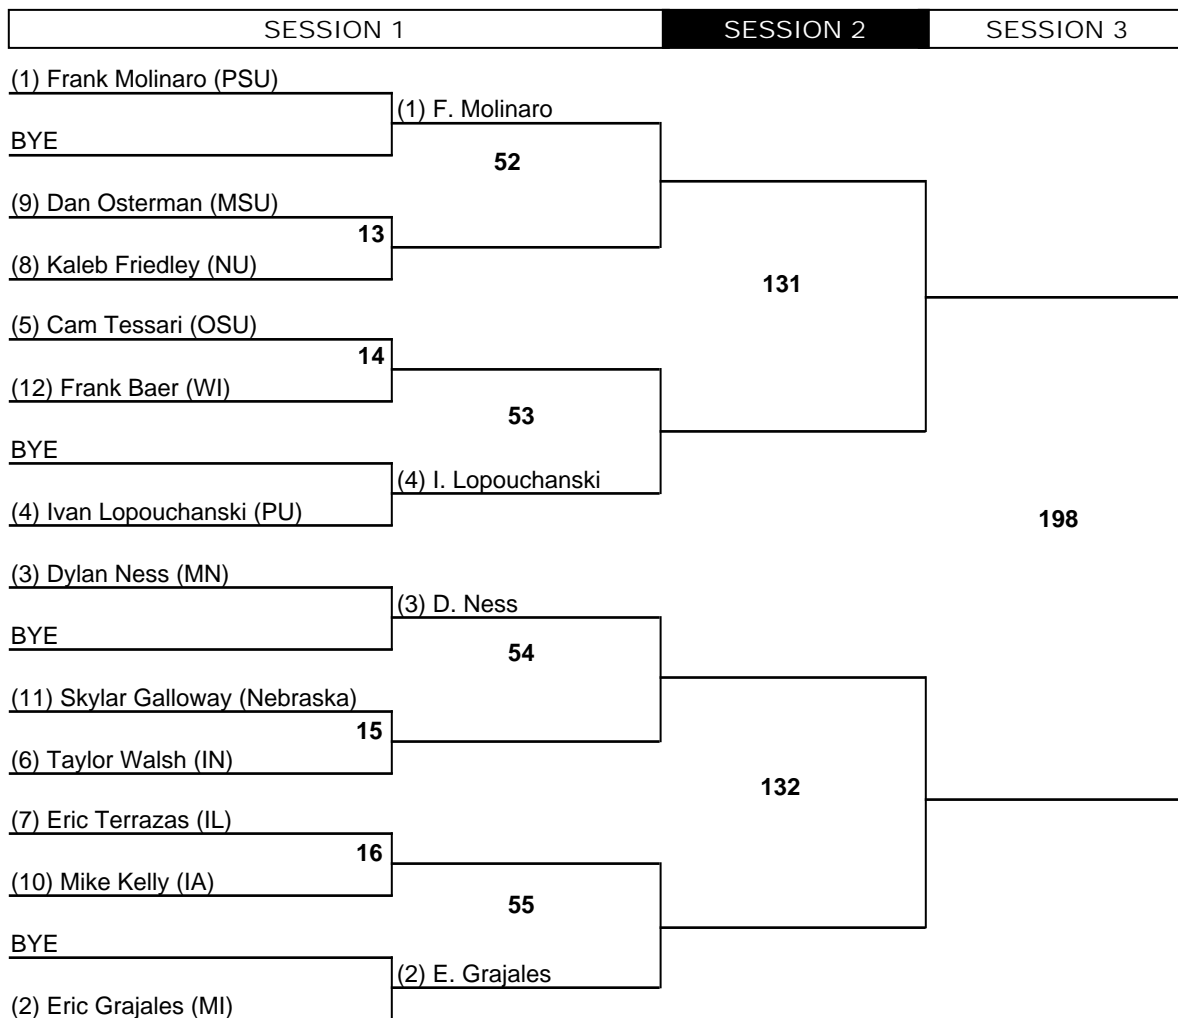 SESSION 1 SESSION 2 SESSION 3
(1) Frank Molinaro (PSU)
(1) F. Molinaro
BYE
52
(9) Dan Osterman (MSU)
13
(8) Kaleb Friedley (NU)
131
(5) Cam Tessari (OSU)
14
(12) Frank Baer (WI)
53
BYE
(4) I. Lopouchanski
(4) Ivan Lopouchanski (PU)
198
(3) Dylan Ness (MN)
(3) D. Ness
BYE
54
(11) Skylar Galloway (Nebraska)
15
(6) Taylor Walsh (IN)
132
(7) Eric Terrazas (IL)
16
(10) Mike Kelly (IA)
55
BYE
(2) E. Grajales
(2) Eric Grajales (MI)